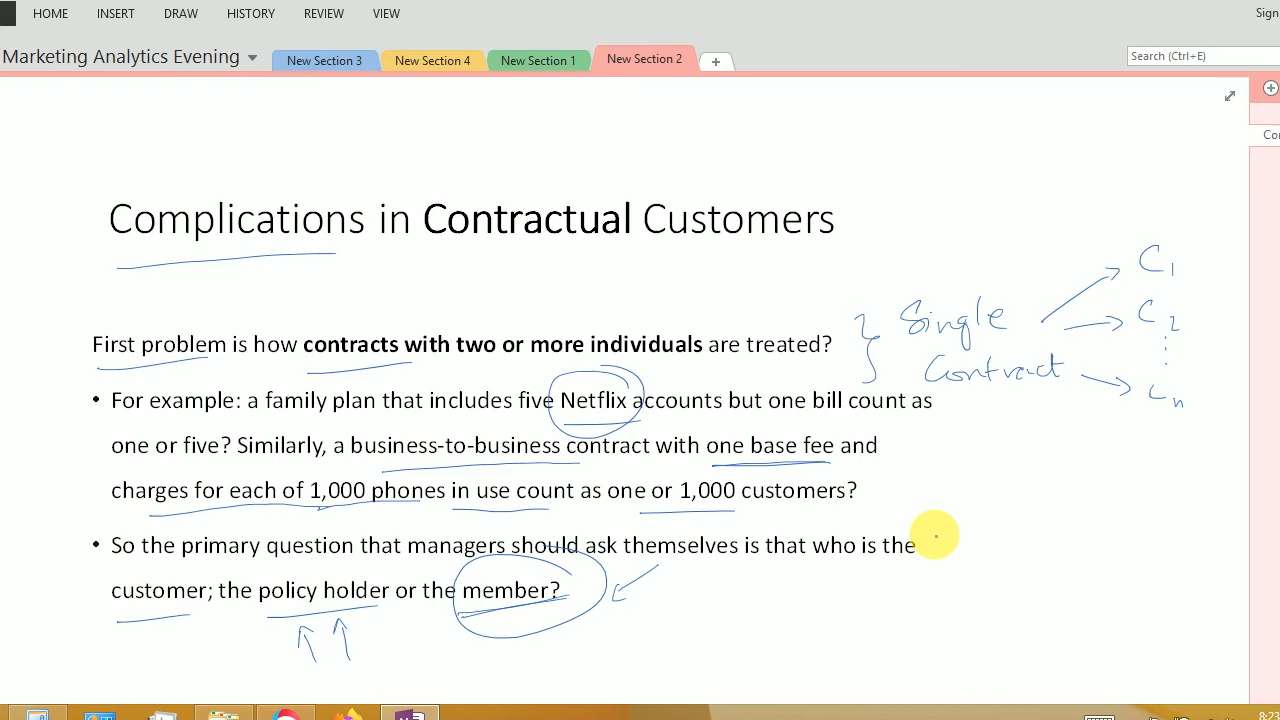 HOME INSERT DRAW HISTORY REVIEW VIEW
Sign
Marketing Analytics Evening New Section 3 New Section 4 New Section 1 New Section 2 +
Search (Ctrl+E)
Complications in Contractual Customers
C1
Single C2
Contract Cn
First problem is how contracts with two or more individuals are treated?
• For example: a family plan that includes five Netflix accounts but one bill count as
one or five? Similarly, a business-to-business contract with one base fee and
charges for each of 1,000 phones in use count as one or 1,000 customers?
• So the primary question that managers should ask themselves is that who is the
customer; the policy holder or the member?
8:23